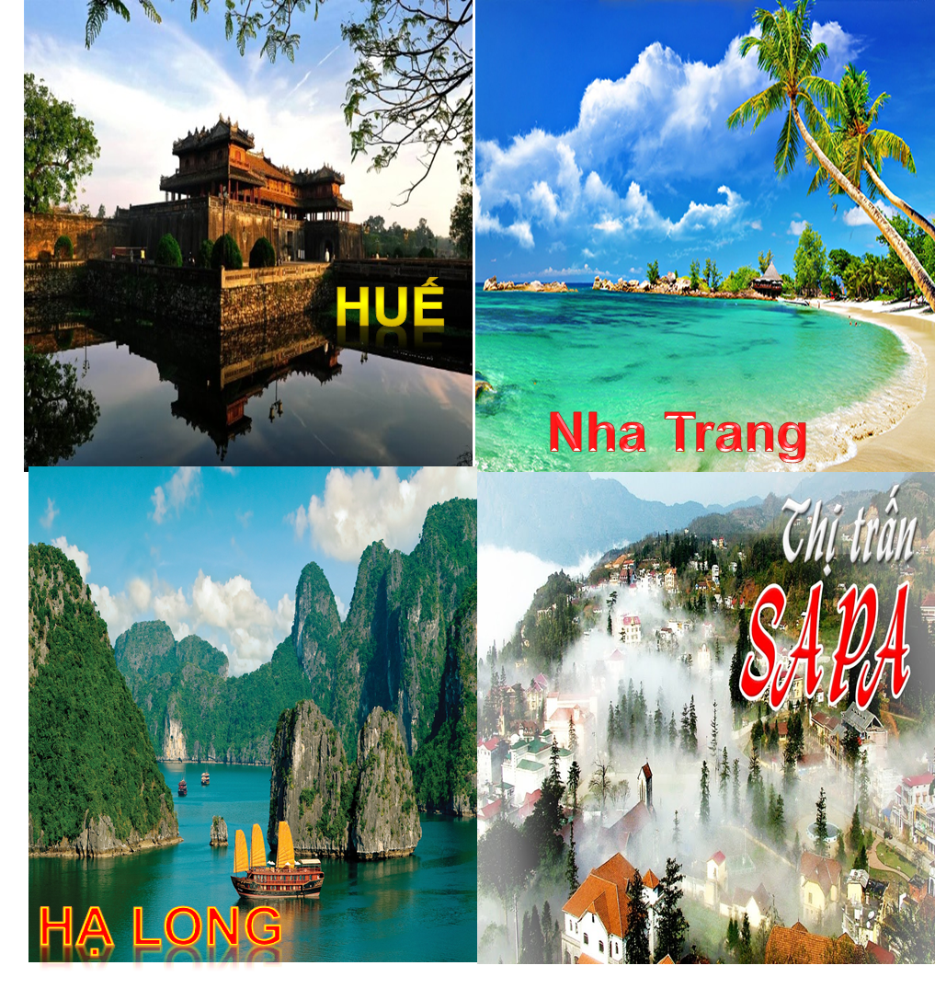 HUẾ
Nha Trang
HẠ LONG
Thị trấn
SAPA